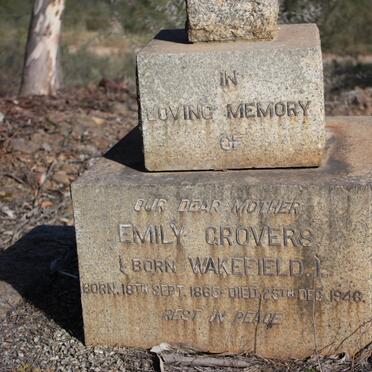 IN
LOVING MEMORY
OF
OUR DEAR MOTHER
EMILY GROVERS
(BORN WAKEFIELD.)
BORN. 18TH SEPT. 1865 - DIED. 25TH DEC. 1946.
REST IN PEACE